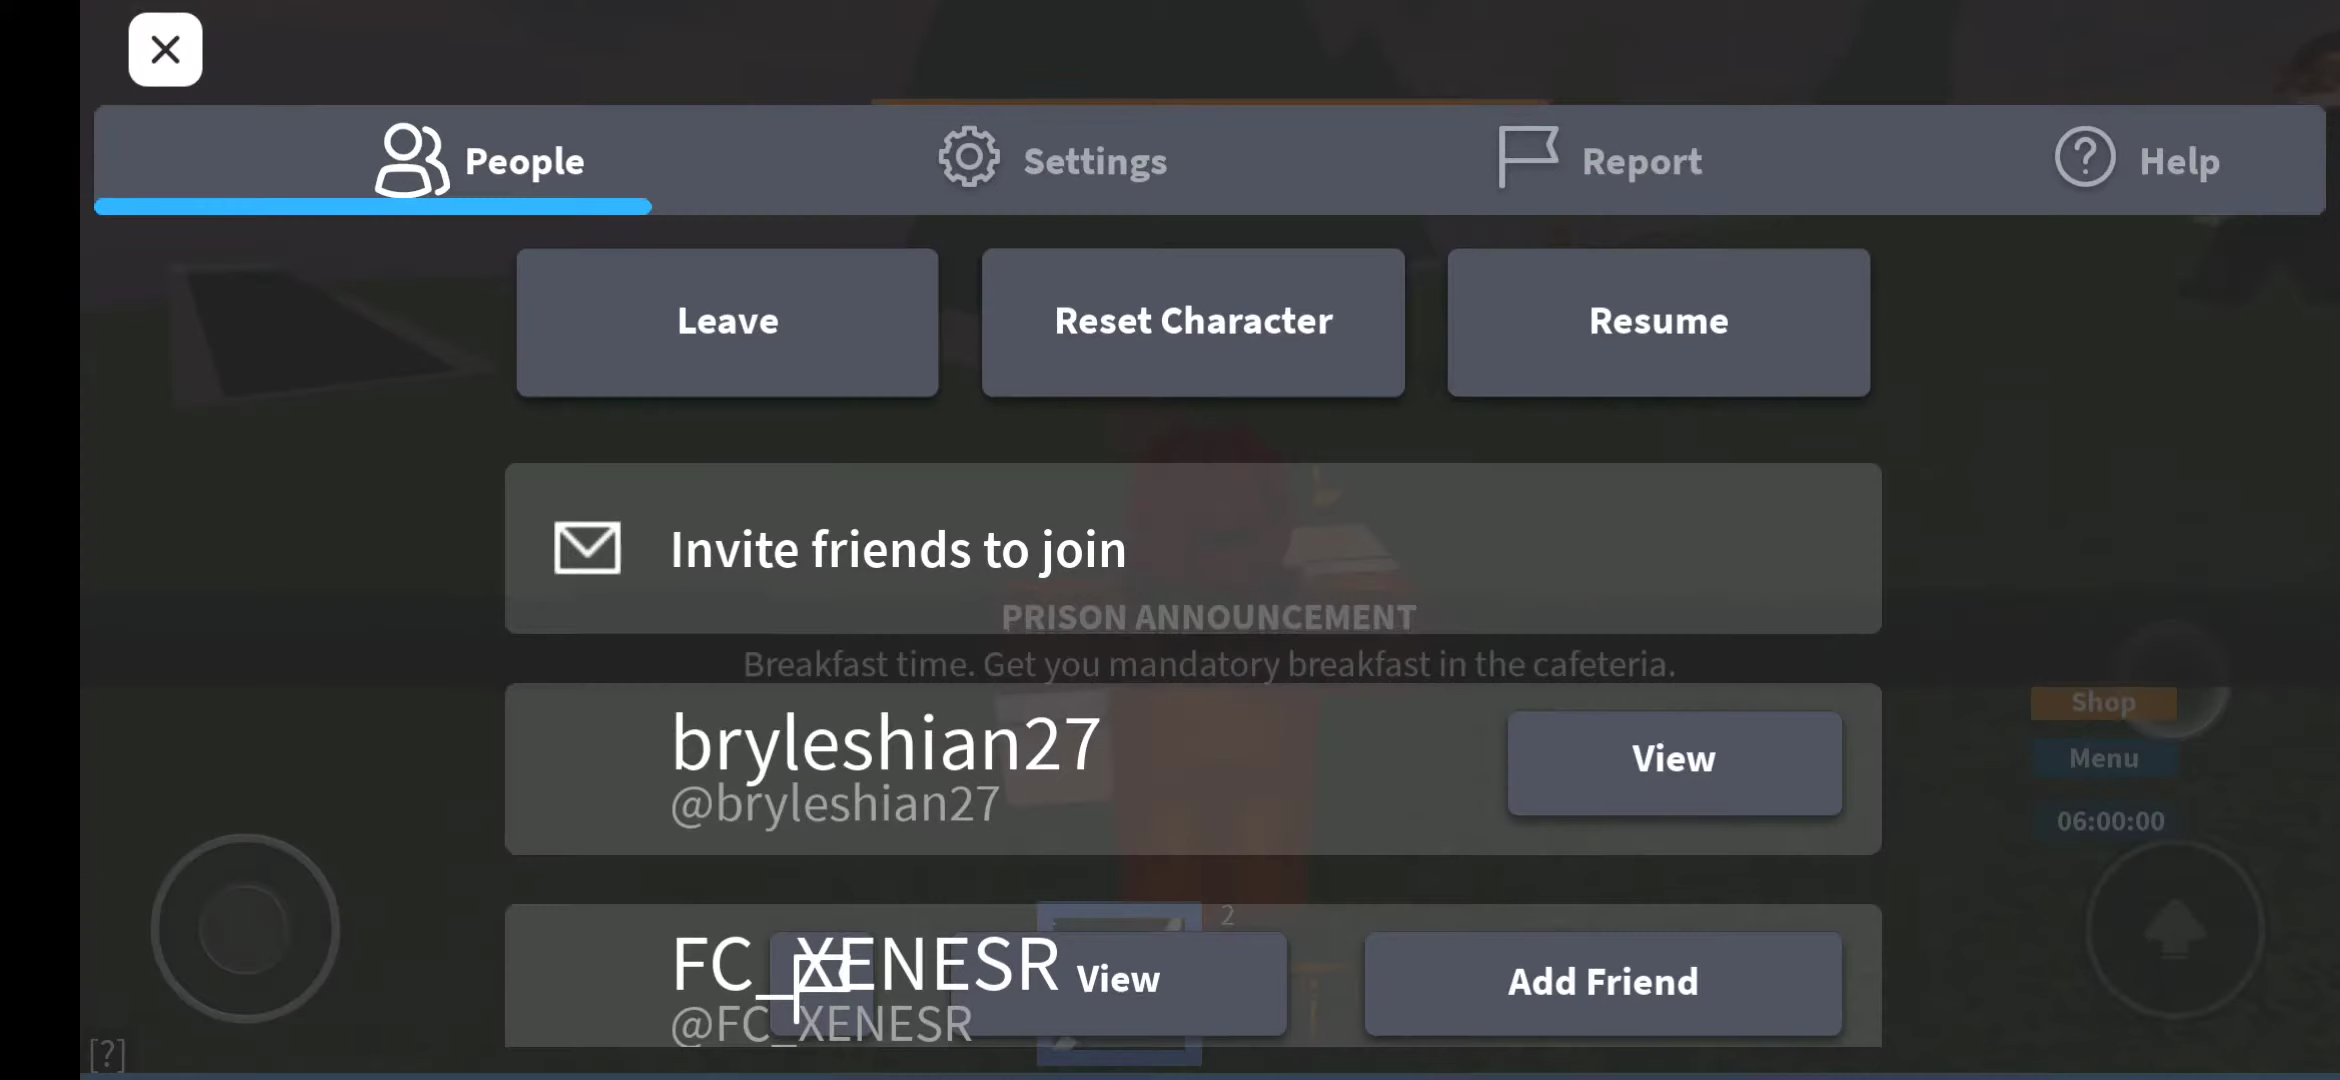 People
Settings
Report
Help
Leave
Reset Character
Resume
Invite friends to join
PRISON ANNOUNCEMENT
Breakfast time. Get you mandatory breakfast in the cafeteria.
bryleshian27
@bryleshian27
View
Shop
Menu
06:00:00
2
FC_XENESR
@FC_XENESR
View
Add Friend
[?]